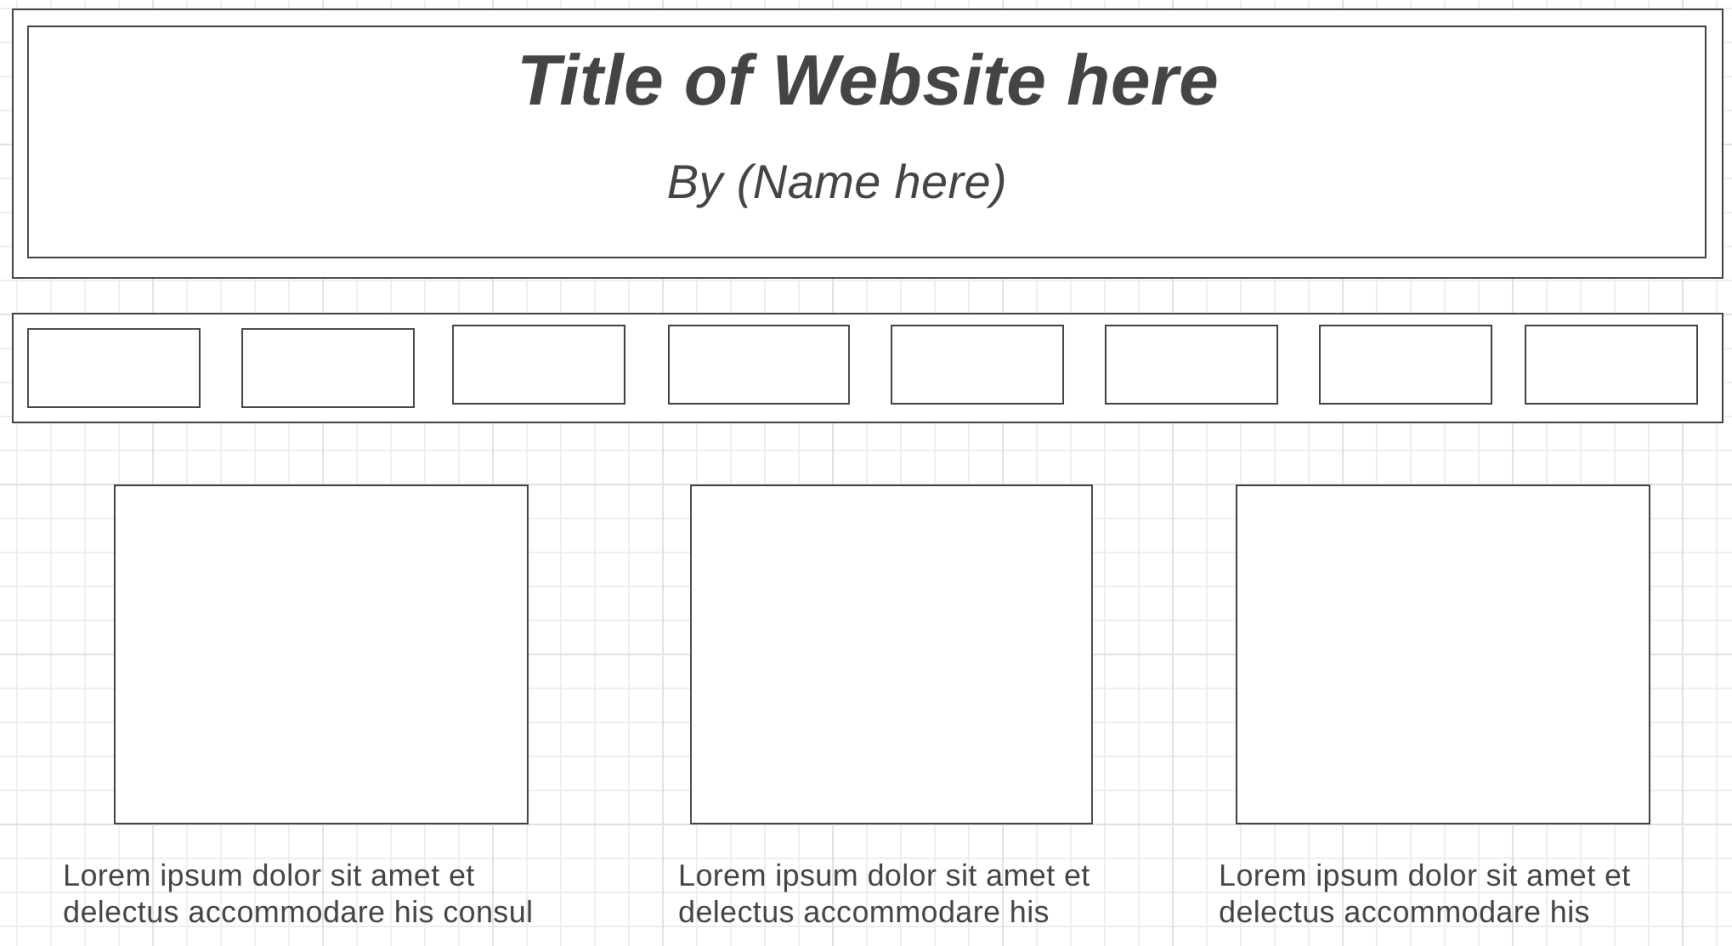 Title of Website here
By (Name here)
Lorem ipsum dolor sit amet et
delectus accommodare his consul
Lorem ipsum dolor sit amet et
delectus accommodare his
Lorem ipsum dolor sit amet et
delectus accommodare his